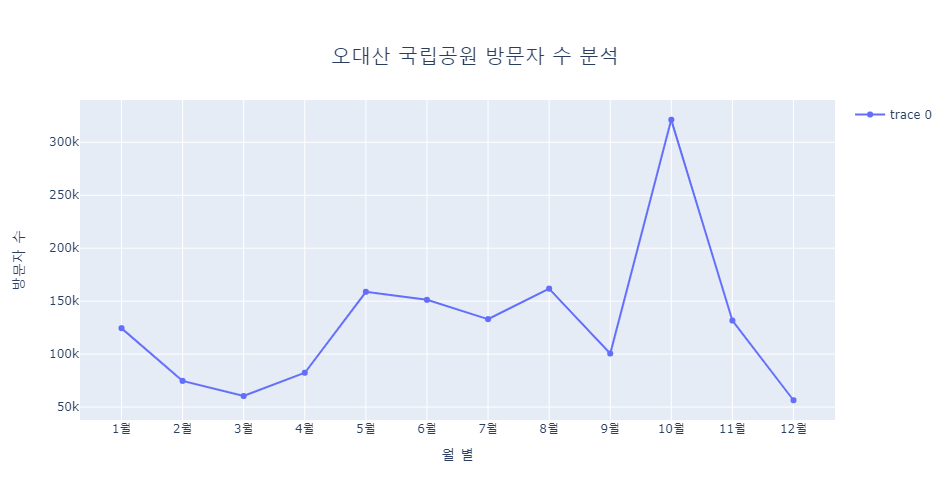 오대산 국립공원 방문자 수 분석
trace 0
방문자 수
300k
250k
200k
150k
100k
50k
1월 2월 3월 4월 5월 6월 7월 8월 9월 10월 11월 12월
월 별